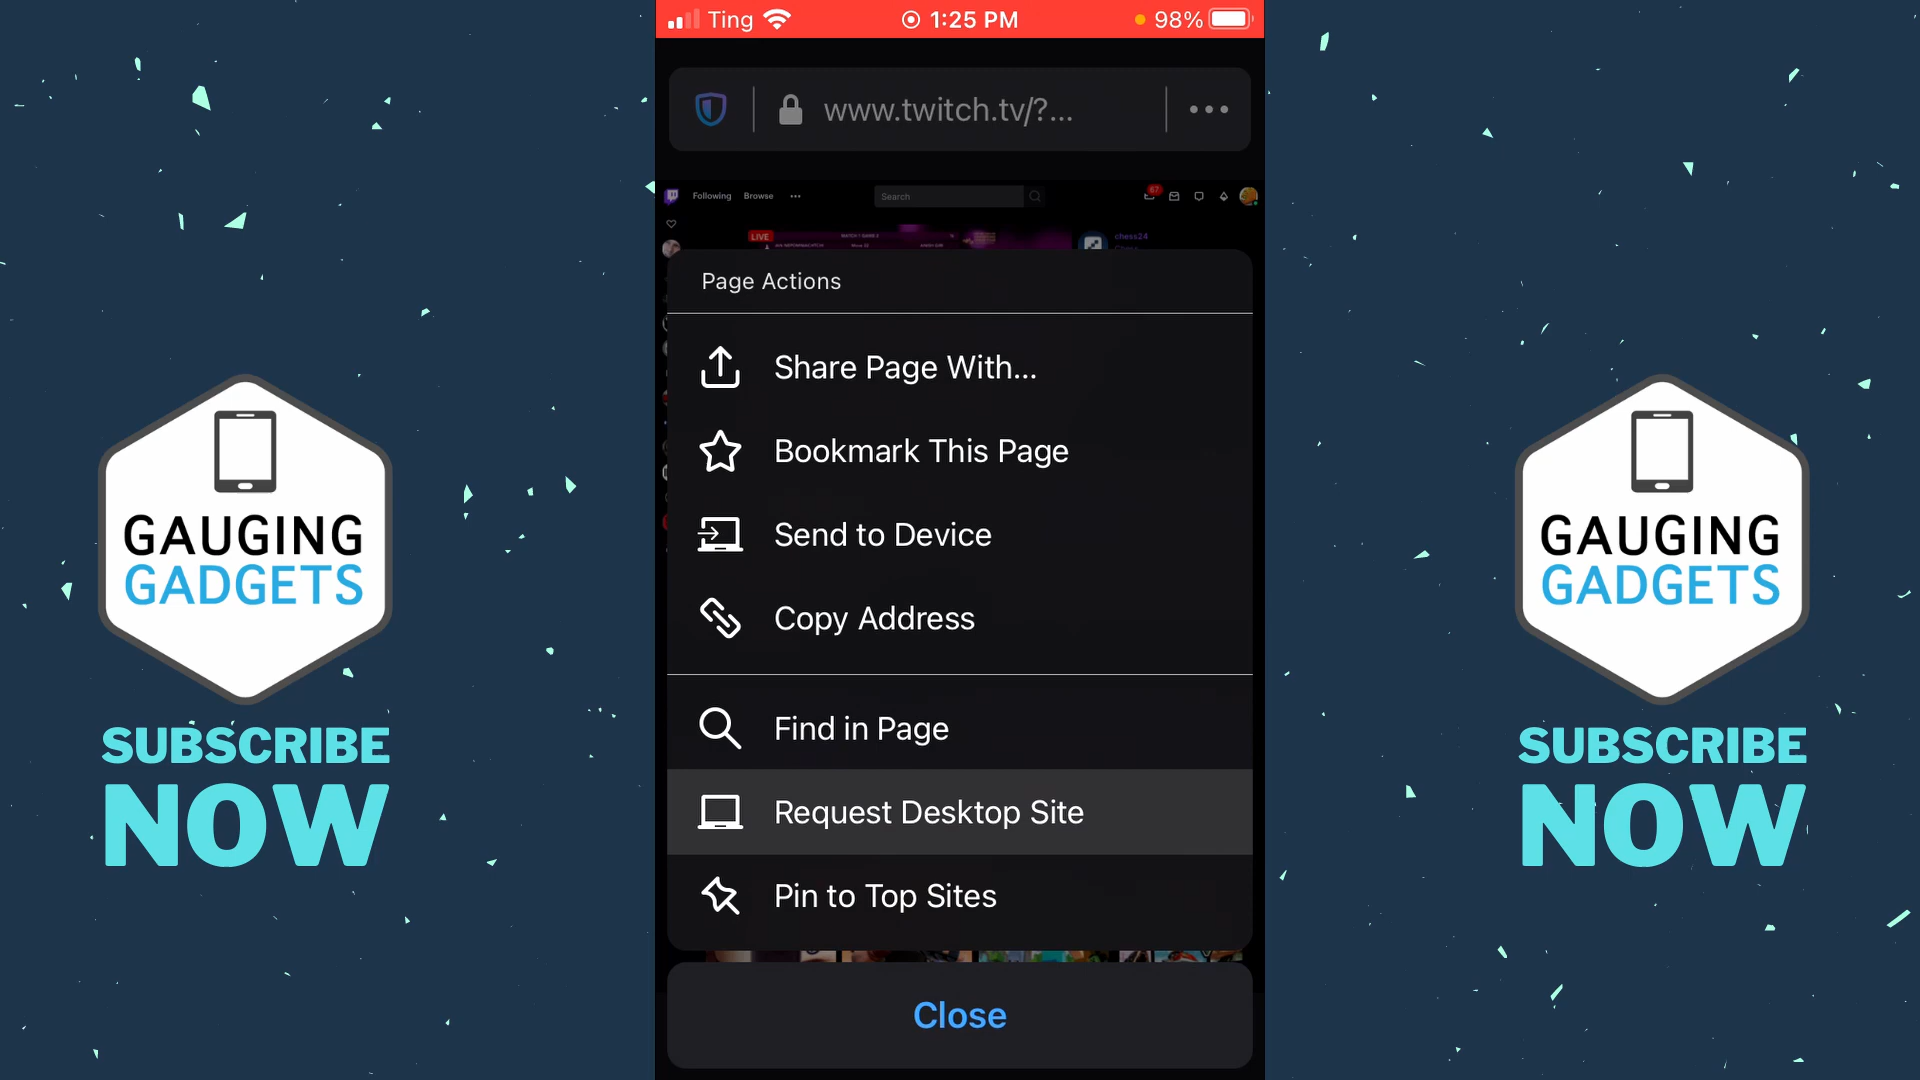 Ting 1:25 PM 98%
www.twitch.tv/?...
Following Browse ... Search 67
LIVE
chess24
Page Actions
Share Page With...
Bookmark This Page
Send to Device
Copy Address
Find in Page
Request Desktop Site
Pin to Top Sites
Close
GAUGING
GADGETS
SUBSCRIBE
NOW
GAUGING
GADGETS
SUBSCRIBE
NOW